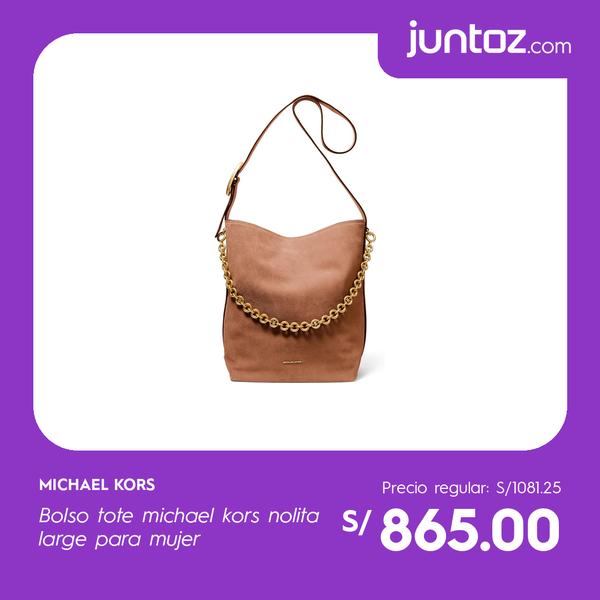 juntoz.com
MICHAEL KORS
Bolso tote michael kors nolita
large para mujer
Precio regular: S/1081.25
S/ 865.00